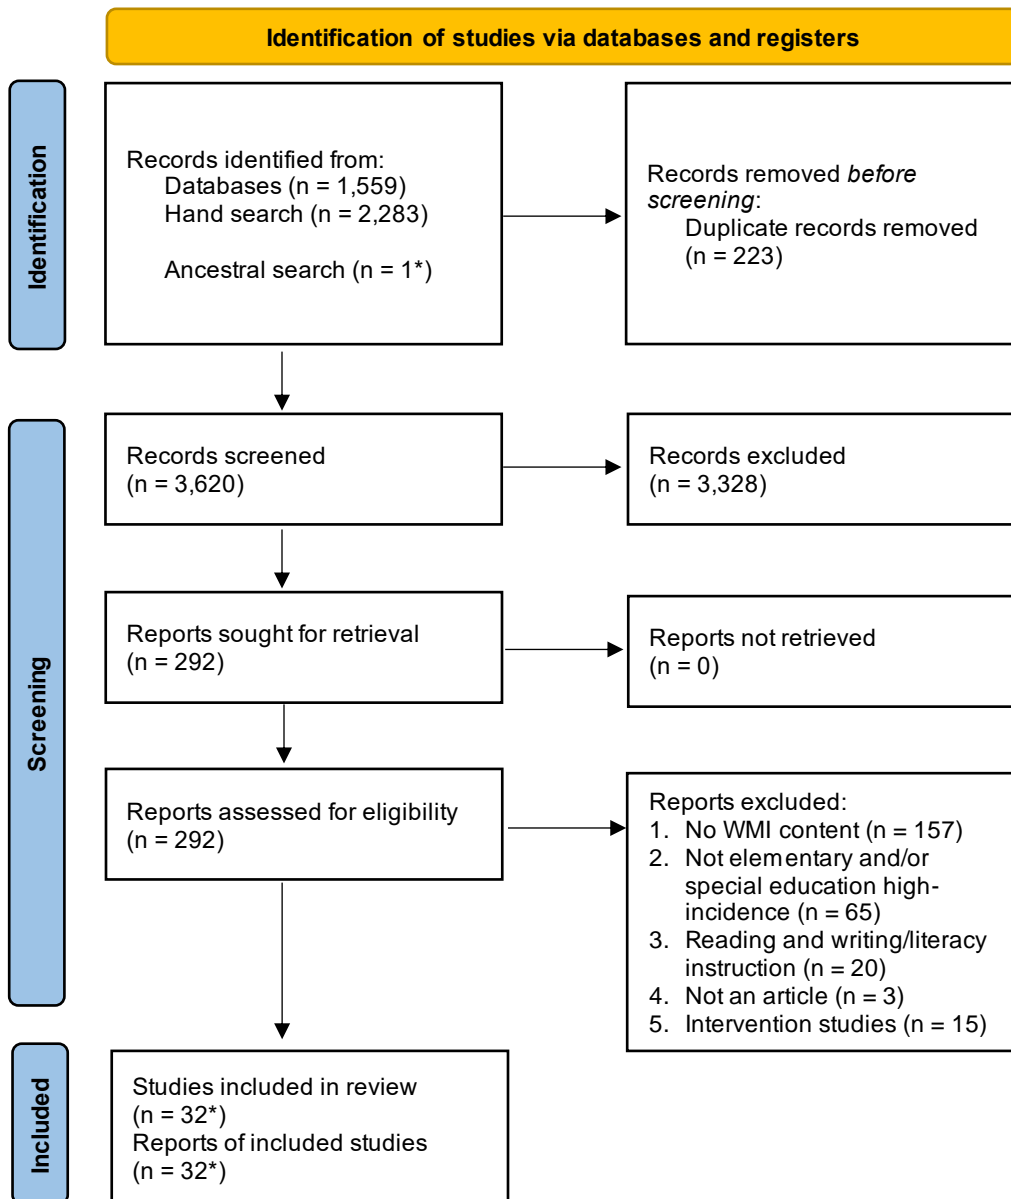 Identification of studies via databases and registers
Identification
Records identified from:
Databases (n = 1,559)
Hand search (n = 2,283)
Ancestral search (n = 1*)
Records removed before
screening:
Duplicate records removed
(n = 223)
Screening
Records screened
(n = 3,620)
Records excluded
(n = 3,328)
Reports sought for retrieval
(n = 292)
Reports not retrieved
(n = 0)
Reports assessed for eligibility
(n = 292)
Reports excluded:
1. No WMI content (n = 157)
2. Not elementary and/or
special education high-
incidence (n = 65)
3. Reading and writing/literacy
instruction (n = 20)
4. Not an article (n = 3)
5. Intervention studies (n = 15)
Included
Studies included in review
(n = 32*)
Reports of included studies
(n = 32*)